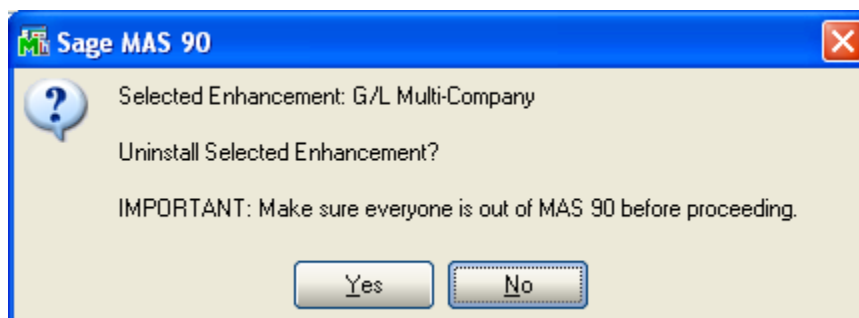 Sage MAS 90
Selected Enhancement: G/L Multi-Company
Uninstall Selected Enhancement?
IMPORTANT: Make sure everyone is out of MAS 90 before proceeding.
Yes
No